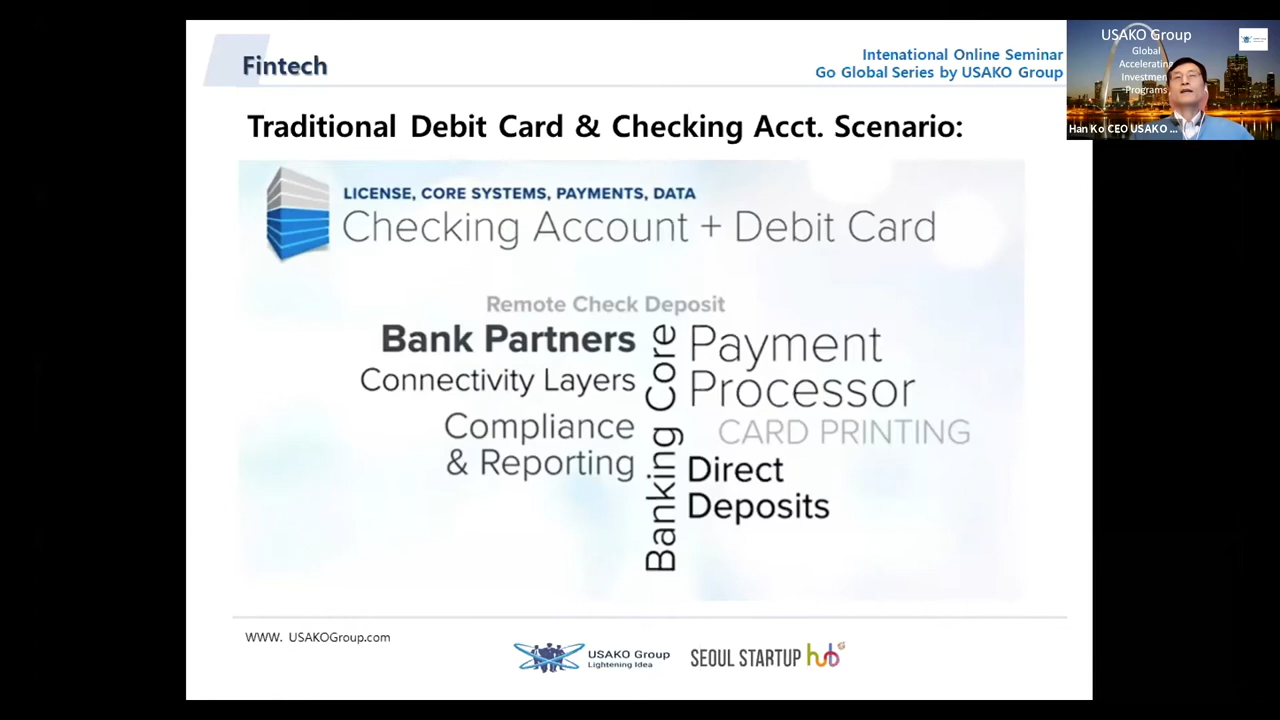 Fintech
Intenational Online Seminar
Go Global Series by USAKO Group
Traditional Debit Card & Checking Acct. Scenario:
LICENSE, CORE SYSTEMS, PAYMENTS, DATA
Checking Account + Debit Card
Remote Check Deposit
Bank Partners
Connectivity Layers
Compliance
& Reporting
Banking Core
Payment
Processor
CARD PRINTING
Direct
Deposits
WWW. USAKOGroup.com
USAKO Group
Lightening Idea
SEOUL STARTUP hub
USAKO Group
Global
Accelerating
Investmen
Programs
Han Ko CEO USAKO ...